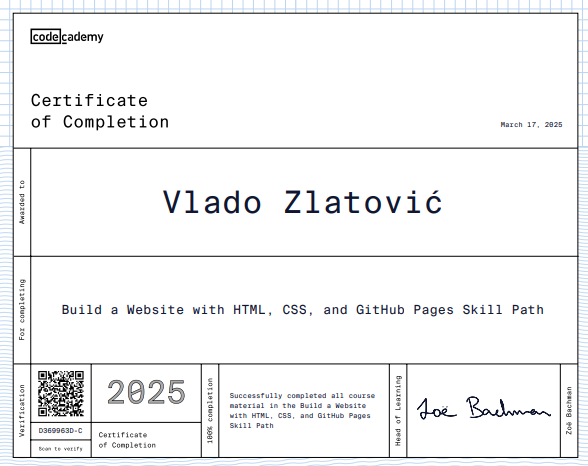 codecademy
Certificate
of Completion
March 17, 2025
Awarded to
Vlado Zlatović
For completing
Build a Website with HTML, CSS, and GitHub Pages Skill Path
Verification
D369963D-C
Scan to verify
2025
Certificate
of Completion
100% completion
Successfully completed all course
material in the Build a Website
with HTML, CSS, and GitHub Pages
Skill Path
Head of Learning
Zoë Bachman
Zoë Bachman